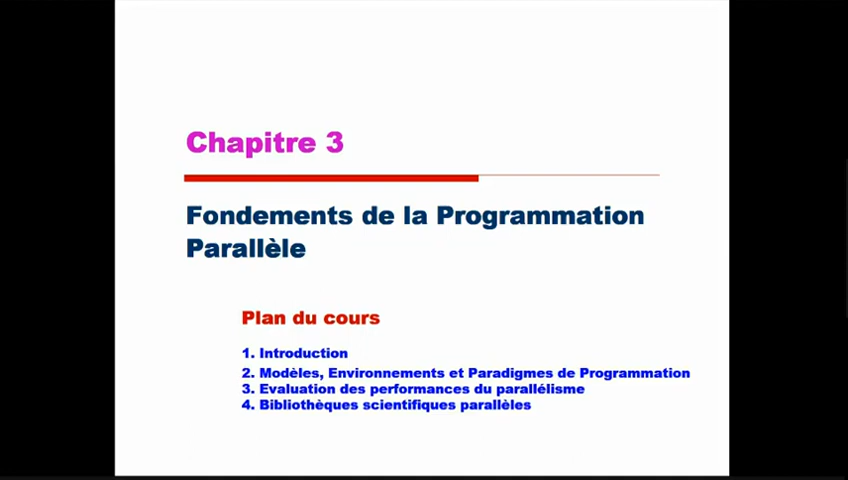 Chapitre 3
Fondements de la Programmation
Parallèle
Plan du cours
1. Introduction
2. Modèles, Environnements et Paradigmes de Programmation
3. Evaluation des performances du parallélisme
4. Bibliothèques scientifiques parallèles